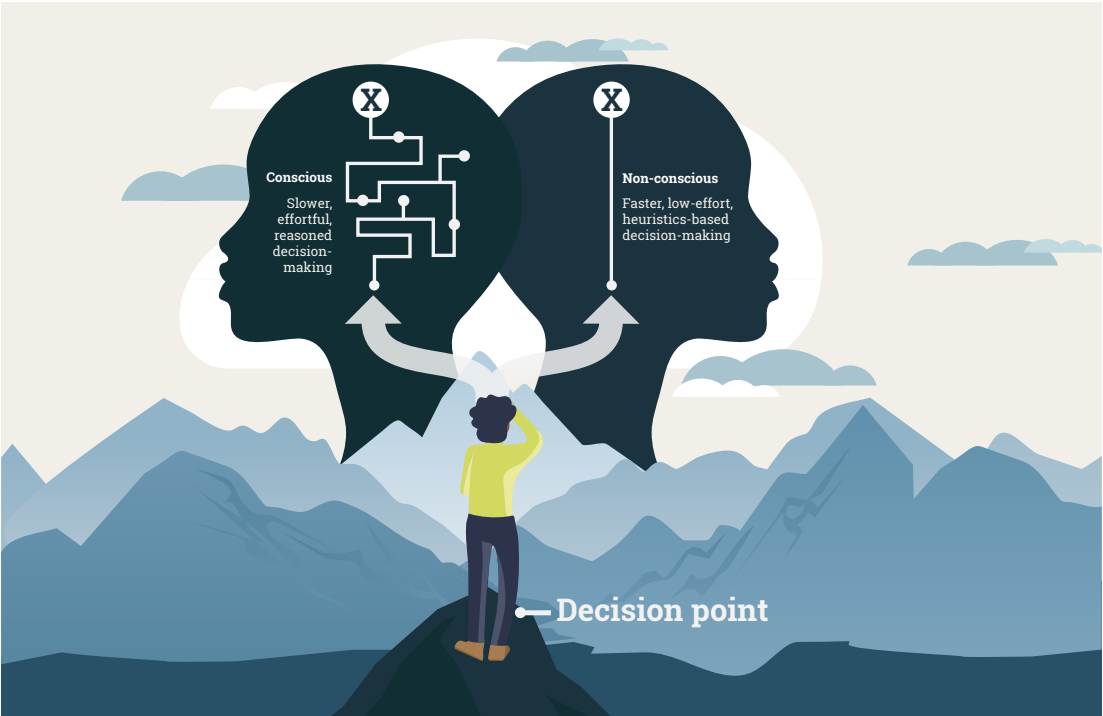 X
Conscious
Slower,
effortful,
reasoned
decision-
making
X
Non-conscious
Faster, low-effort,
heuristics-based
decision-making
Decision point